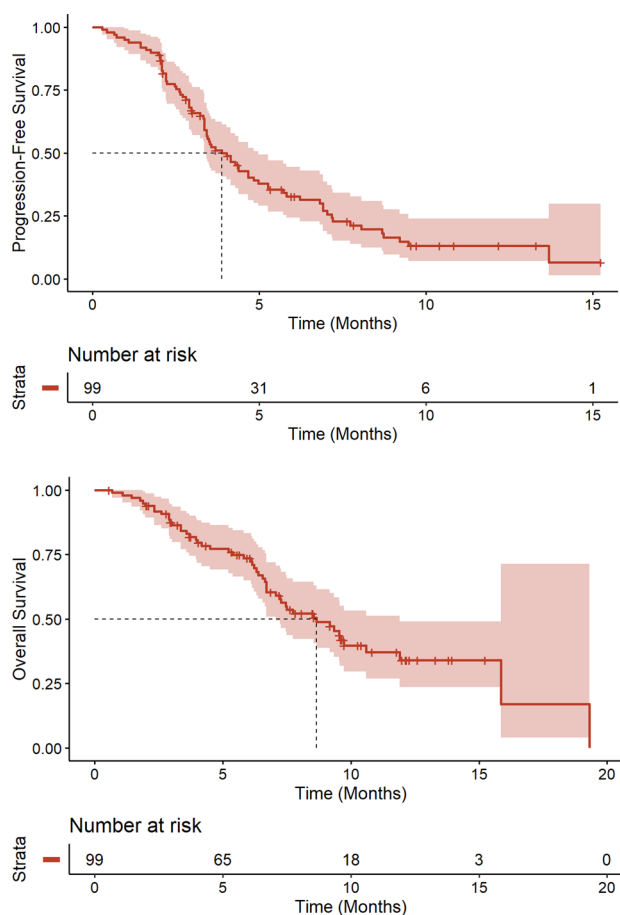 1.00
0.75
0.50
0.25
0.00
Progression-Free Survival
0 5 10 15
Time (Months)
Number at risk
Strata
99 31 6 1
0 5 10 15
Time (Months)
1.00
0.75
0.50
0.25
0.00
Overall Survival
0 5 10 15 20
Time (Months)
Number at risk
Strata
99 65 18 3 0
0 5 10 15 20
Time (Months)